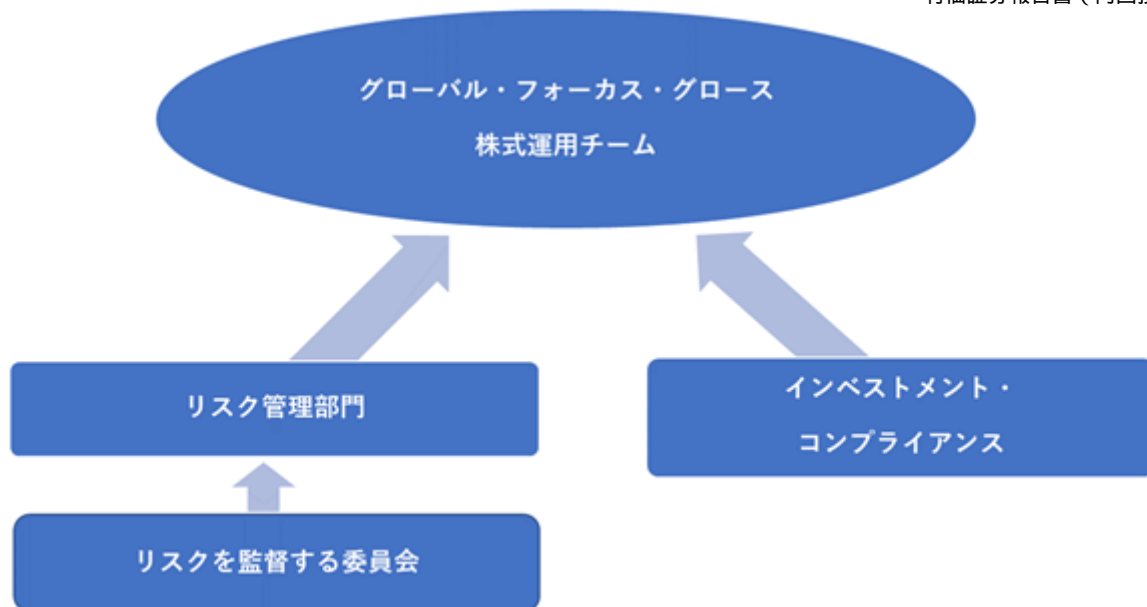 グローバル・フォーカス・グロース
株式運用チーム
リスク管理部門
インベストメント・
コンプライアンス
リスクを監督する委員会